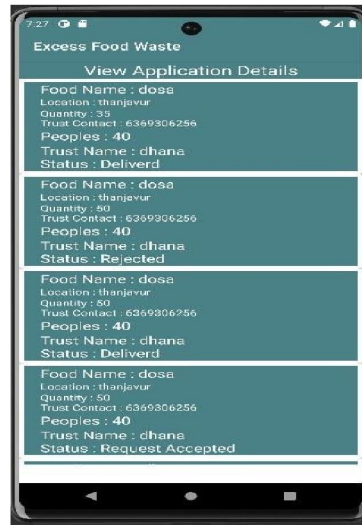 7:27
Excess Food Waste
View Application Details
Food Name : dosa
Location : thanjavur
Quantity : 35
Trust Contact : 6369306256
Peoples : 40
Trust Name : dhana
Status : Deliverd
Food Name : dosa
Location : thanjavur
Quantity : 50
Trust Contact : 6369306256
Peoples : 40
Trust Name : dhana
Status : Rejected
Food Name : dosa
Location : thanjavur
Quantity : 50
Trust Contact : 6369306256
Peoples : 40
Trust Name : dhana
Status : Deliverd
Food Name : dosa
Location : thanjavur
Quantity : 50
Trust Contact : 6369306256
Peoples : 40
Trust Name : dhana
Status : Request Accepted